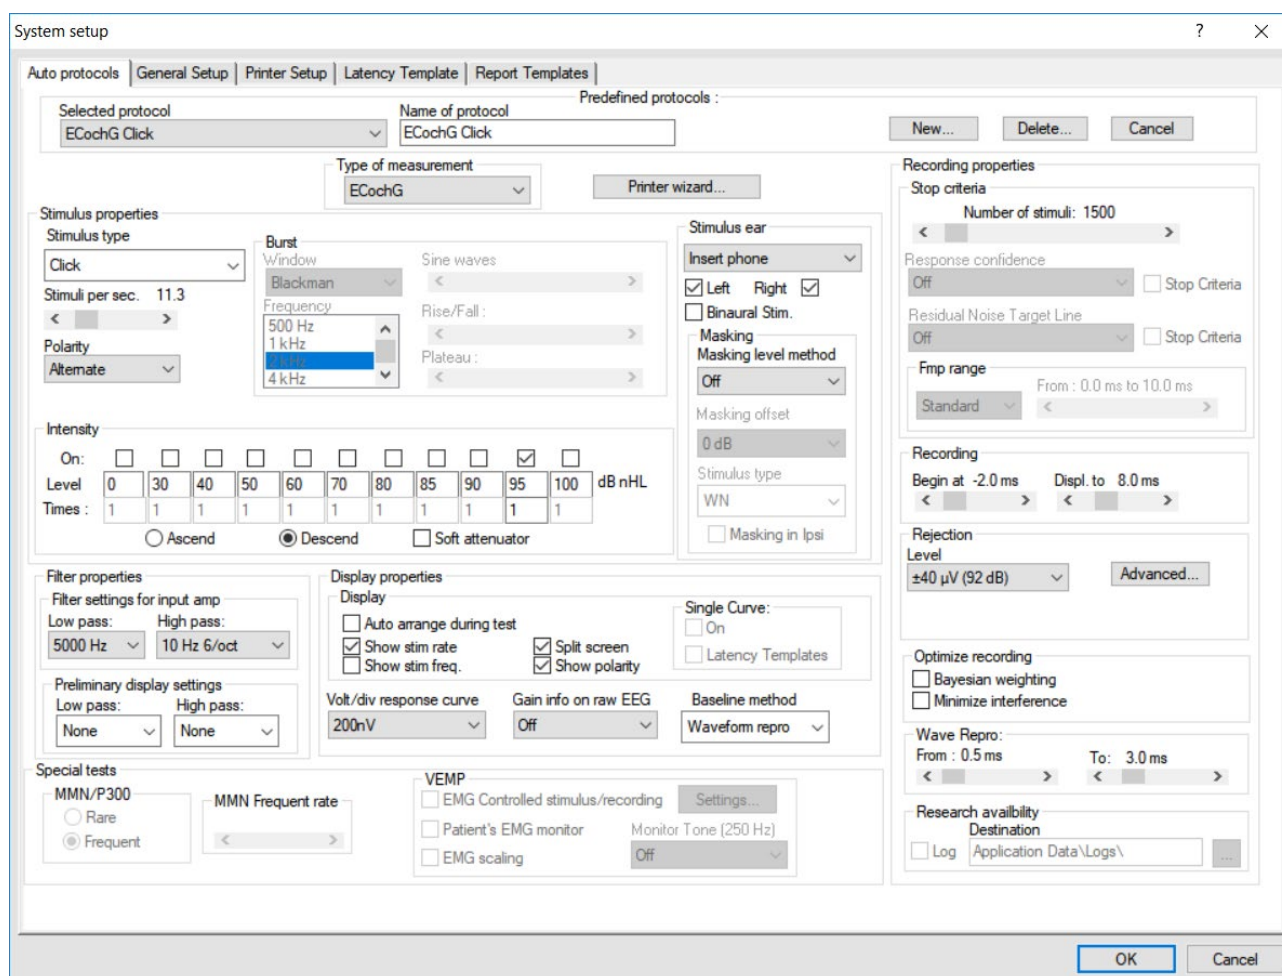 System setup ?
Auto protocols General Setup Printer Setup Latency Template Report Templates
Predefined protocols :
Selected protocol Name of protocol
ECochG Click ECochG Click New... Delete... Cancel
Type of measurement
ECochG Printer wizard...
Stimulus properties
Stimulus type
Click
Stimuli per sec. 11.3
Polarity
Alternate
Burst
Window Sine waves
Blackman
Frequency Rise/Fall :
500 Hz
1 kHz
2 kHz Plateau :
4 kHz
Intensity
On:
Level 0 30 40 50 60 70 80 85 90 95 100 dB nHL
Times : 1 1 1 1 1 1 1 1 1 1 1
Ascend Descend Soft attenuator
Stimulus ear
Insert phone
Left Right
Binaural Stim.
Masking
Masking level method
Off
Masking offset
0 dB
Stimulus type
WN
Masking in Ipsi
Filter properties
Filter settings for input amp
Low pass: High pass:
5000 Hz 10 Hz 6/oct
Preliminary display settings
Low pass: High pass:
None None
Display properties
Display
Auto arrange during test
Show stim rate Split screen
Show stim freq. Show polarity
Single Curve:
On
Latency Templates
Volt/div response curve Gain info on raw EEG Baseline method
200nV Off Waveform repro
Special tests
MMN/P300
Rare
Frequent
MMN Frequent rate
VEMP
EMG Controlled stimulus/recording Settings...
Patient's EMG monitor Monitor Tone (250 Hz)
EMG scaling Off
Recording properties
Stop criteria
Number of stimuli: 1500
Response confidence
Off Stop Criteria
Residual Noise Target Line
Off Stop Criteria
Fmp range
Standard From : 0.0 ms to 10.0 ms
Recording
Begin at -2.0 ms Displ. to 8.0 ms
Rejection
Level
±40 µV (92 dB) Advanced...
Optimize recording
Bayesian weighting
Minimize interference
Wave Repro:
From : 0.5 ms To: 3.0 ms
Research availbility
Destination
Log Application Data\Logs\ ...
OK Cancel